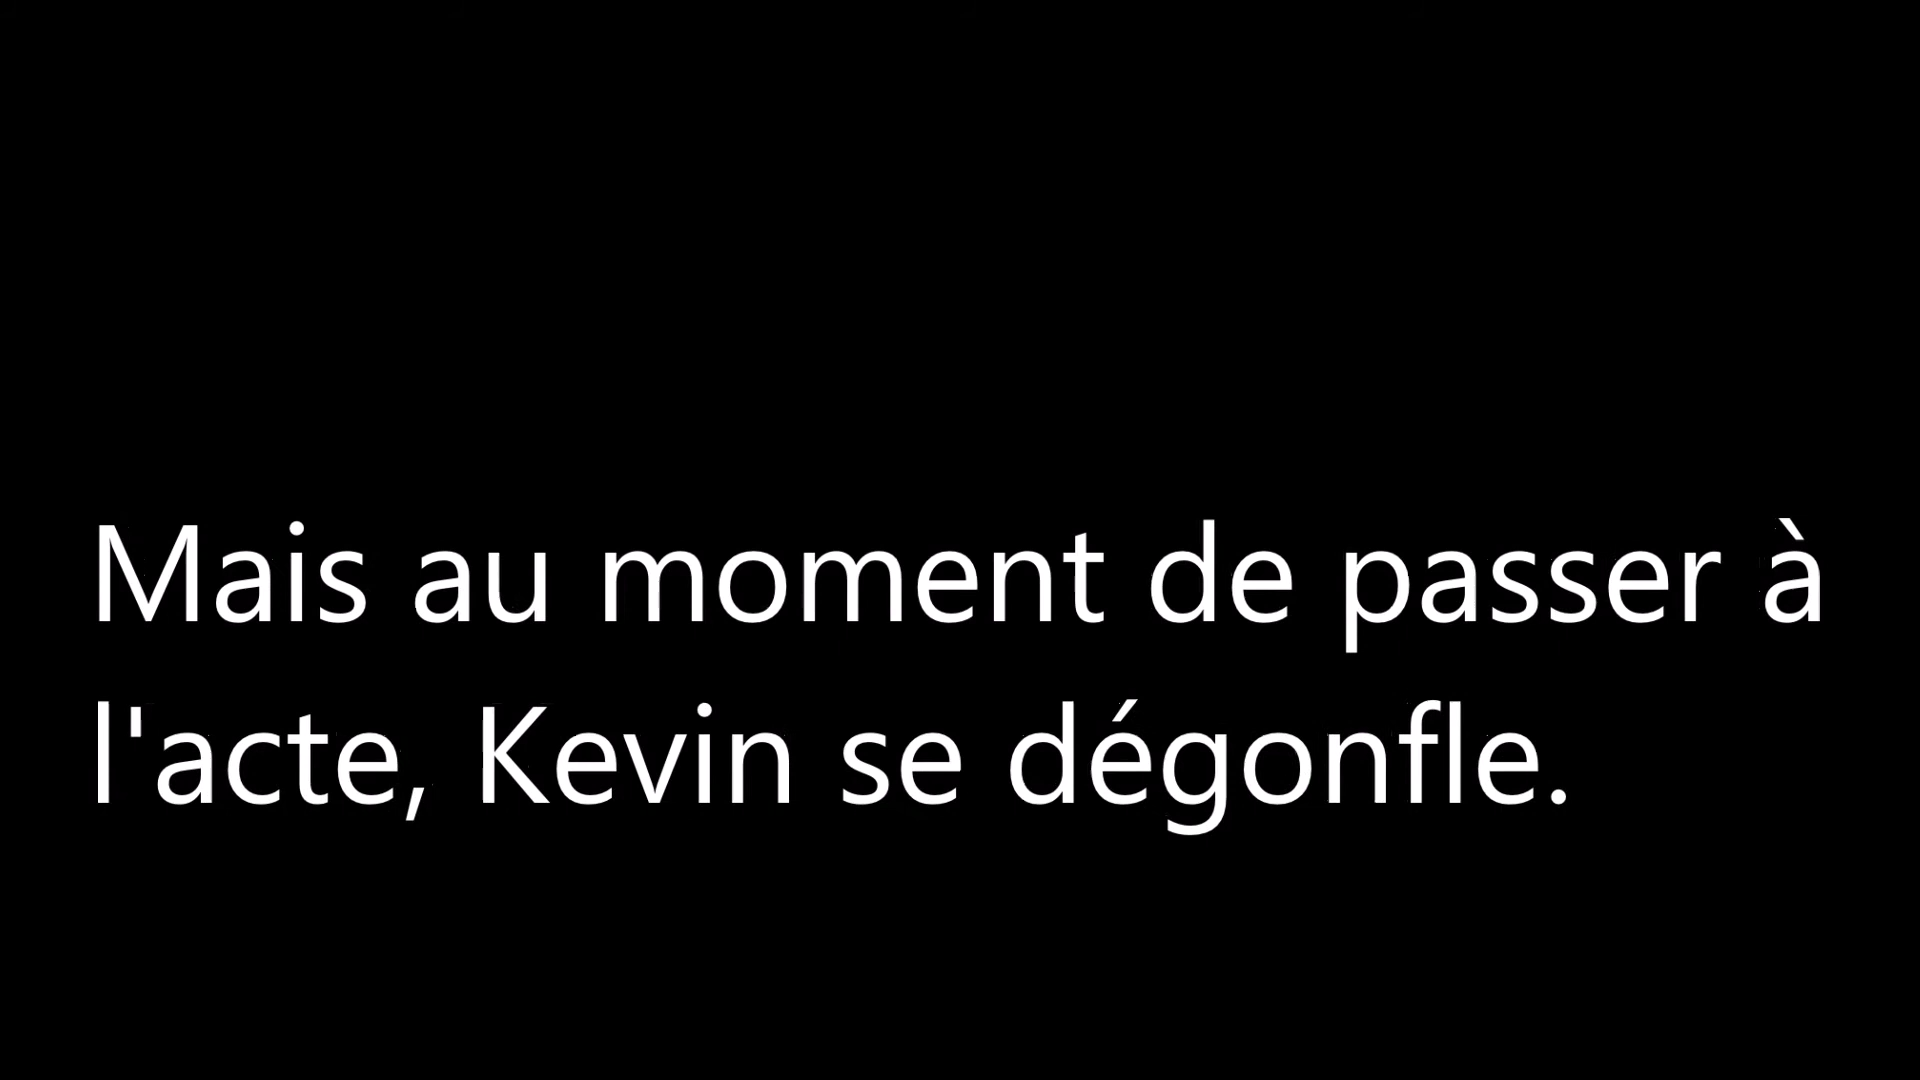 Mais au moment de passer à
l'acte, Kevin se dégonfle.